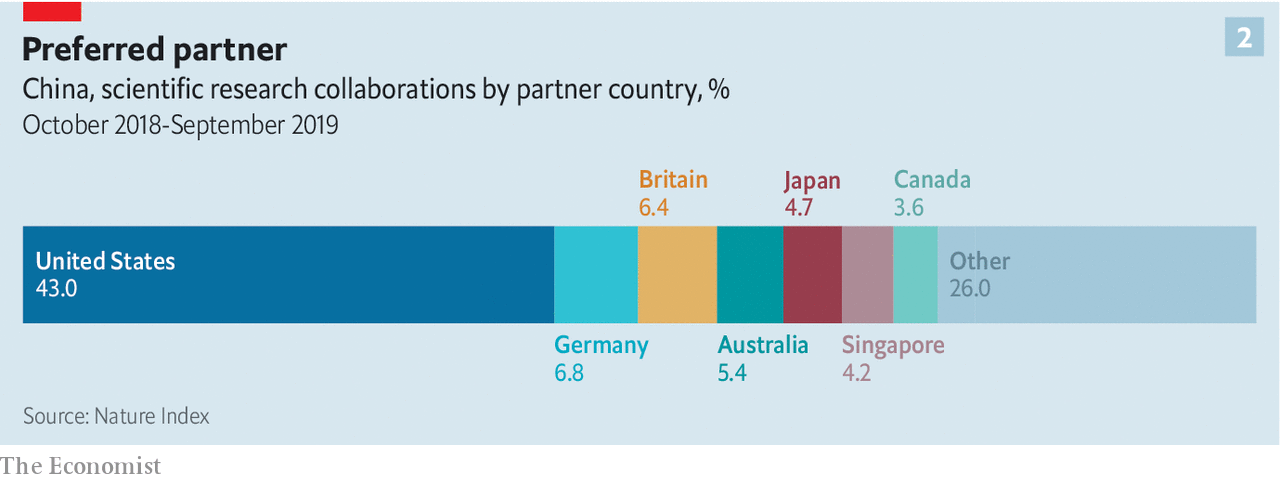 2
Preferred partner
China, scientific research collaborations by partner country, %
October 2018-September 2019
Britain
6.4
Japan
4.7
Canada
3.6
United States
43.0
Other
26.0
Germany
6.8
Australia
5.4
Singapore
4.2
Source: Nature Index
The Economist